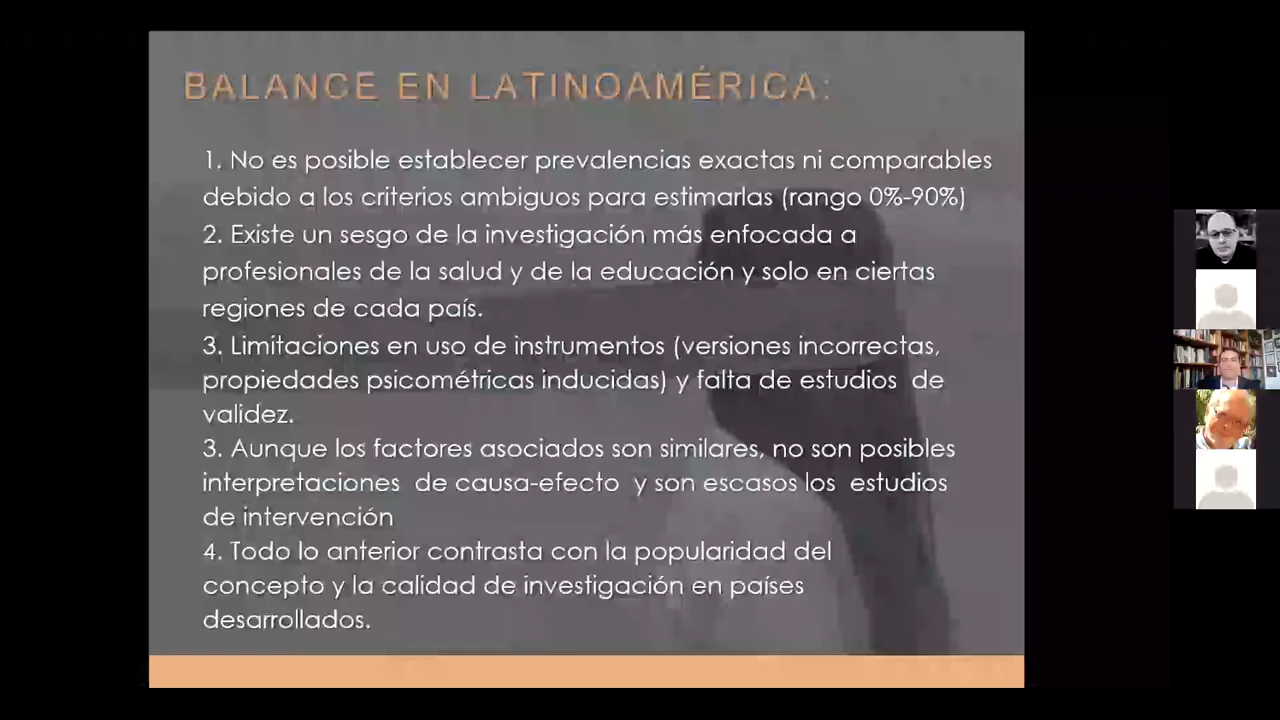 BALANCE EN LATINOAMÉRICA:
1. No es posible establecer prevalencias exactas ni comparables
debido a los criterios ambiguos para estimarlas (rango 0%-90%)
2. Existe un sesgo de la investigación más enfocada a
profesionales de la salud y de la educación y solo en ciertas
regiones de cada país.
3. Limitaciones en uso de instrumentos (versiones incorrectas,
propiedades psicométricas inducidas) y falta de estudios de
validez.
3. Aunque los factores asociados son similares, no son posibles
interpretaciones de causa-efecto y son escasos los estudios
de intervención
4. Todo lo anterior contrasta con la popularidad del
concepto y la calidad de investigación en países
desarrollados.